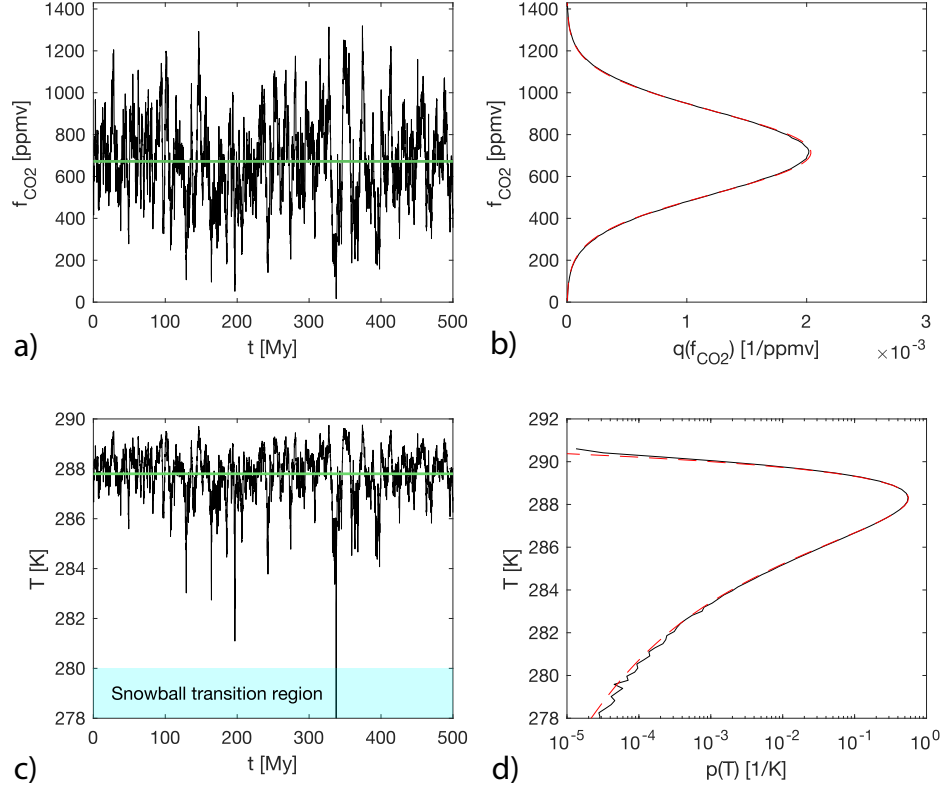 1400
1200
1000
800
600
400
200
0
f_CO2 [ppmv]
0 100 200 300 400 500
t [My]
a)
1400
1200
1000
800
600
400
200
0
f_CO2 [ppmv]
0 1 2 3
q(f_CO2) [1/ppmv]
×10^-3
b)
290
288
286
284
282
280
278
T [K]
Snowball transition region
0 100 200 300 400 500
t [My]
c)
292
290
288
286
284
282
280
278
T [K]
10^-5 10^-4 10^-3 10^-2 10^-1 10^0
p(T) [1/K]
d)